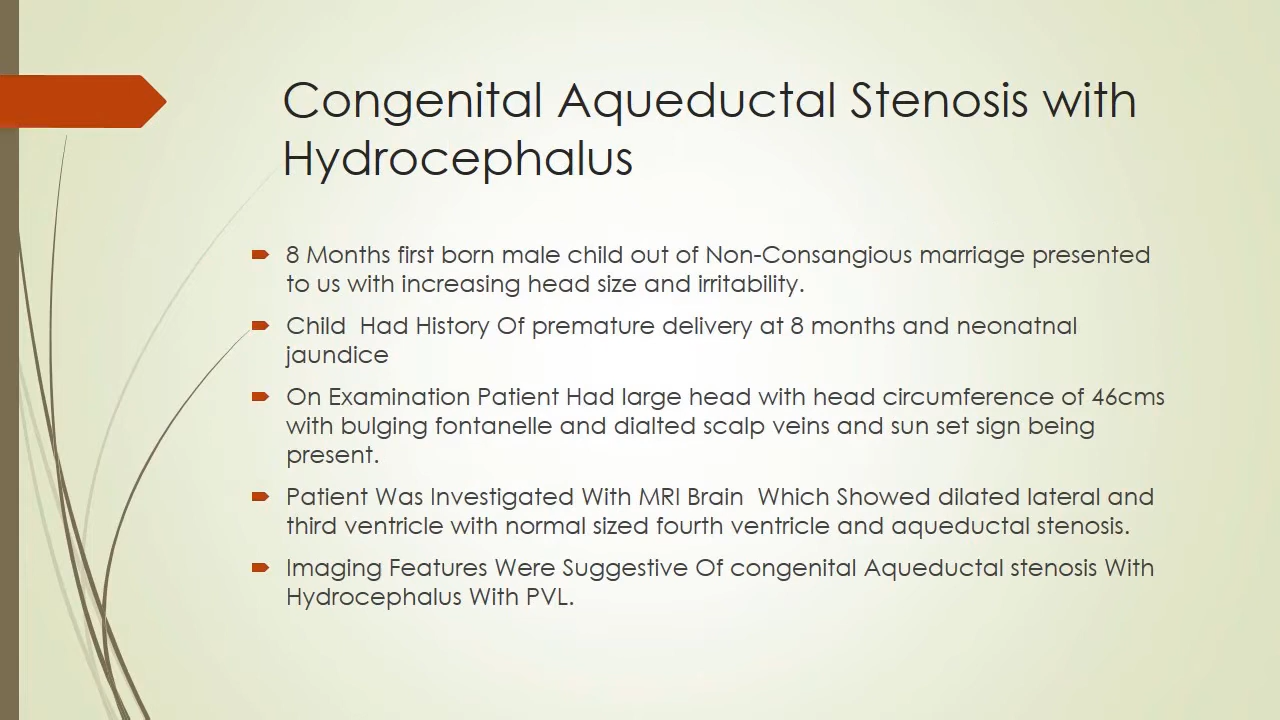 Congenital Aqueductal Stenosis with
Hydrocephalus
8 Months first born male child out of Non-Consangious marriage presented
to us with increasing head size and irritability.
Child  Had History Of premature delivery at 8 months and neonatnal
jaundice
On Examination Patient Had large head with head circumference of 46cms
with bulging fontanelle and dialted scalp veins and sun set sign being
present.
Patient Was Investigated With MRI Brain  Which Showed dilated lateral and
third ventricle with normal sized fourth ventricle and aqueductal stenosis.
Imaging Features Were Suggestive Of congenital Aqueductal stenosis With
Hydrocephalus With PVL.